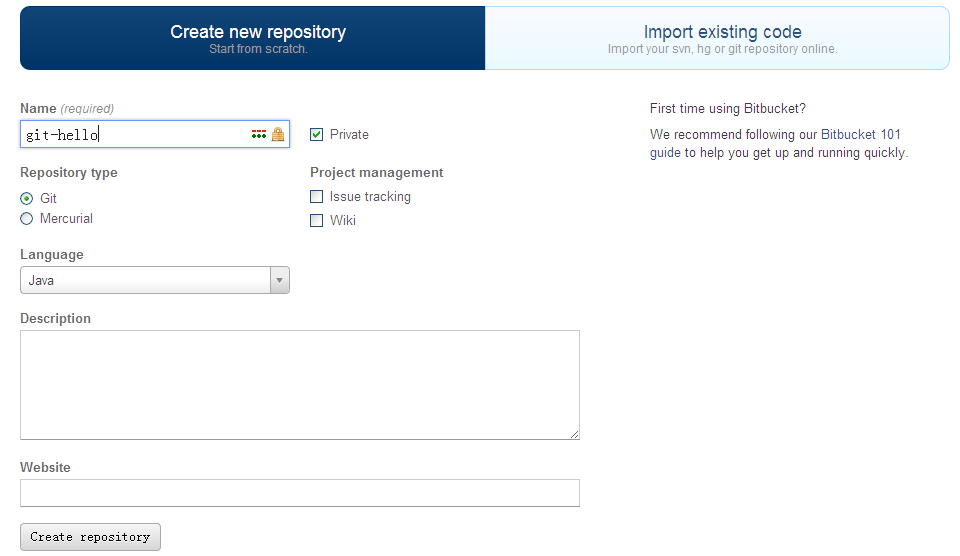 Create new repository
Start from scratch.
Import existing code
Import your svn, hg or git repository online.
Name (required)
git-hello
Private
First time using Bitbucket?
We recommend following our Bitbucket 101
guide to help you get up and running quickly.
Repository type
Git
Mercurial
Project management
Issue tracking
Wiki
Language
Java
Description
Website
Create repository